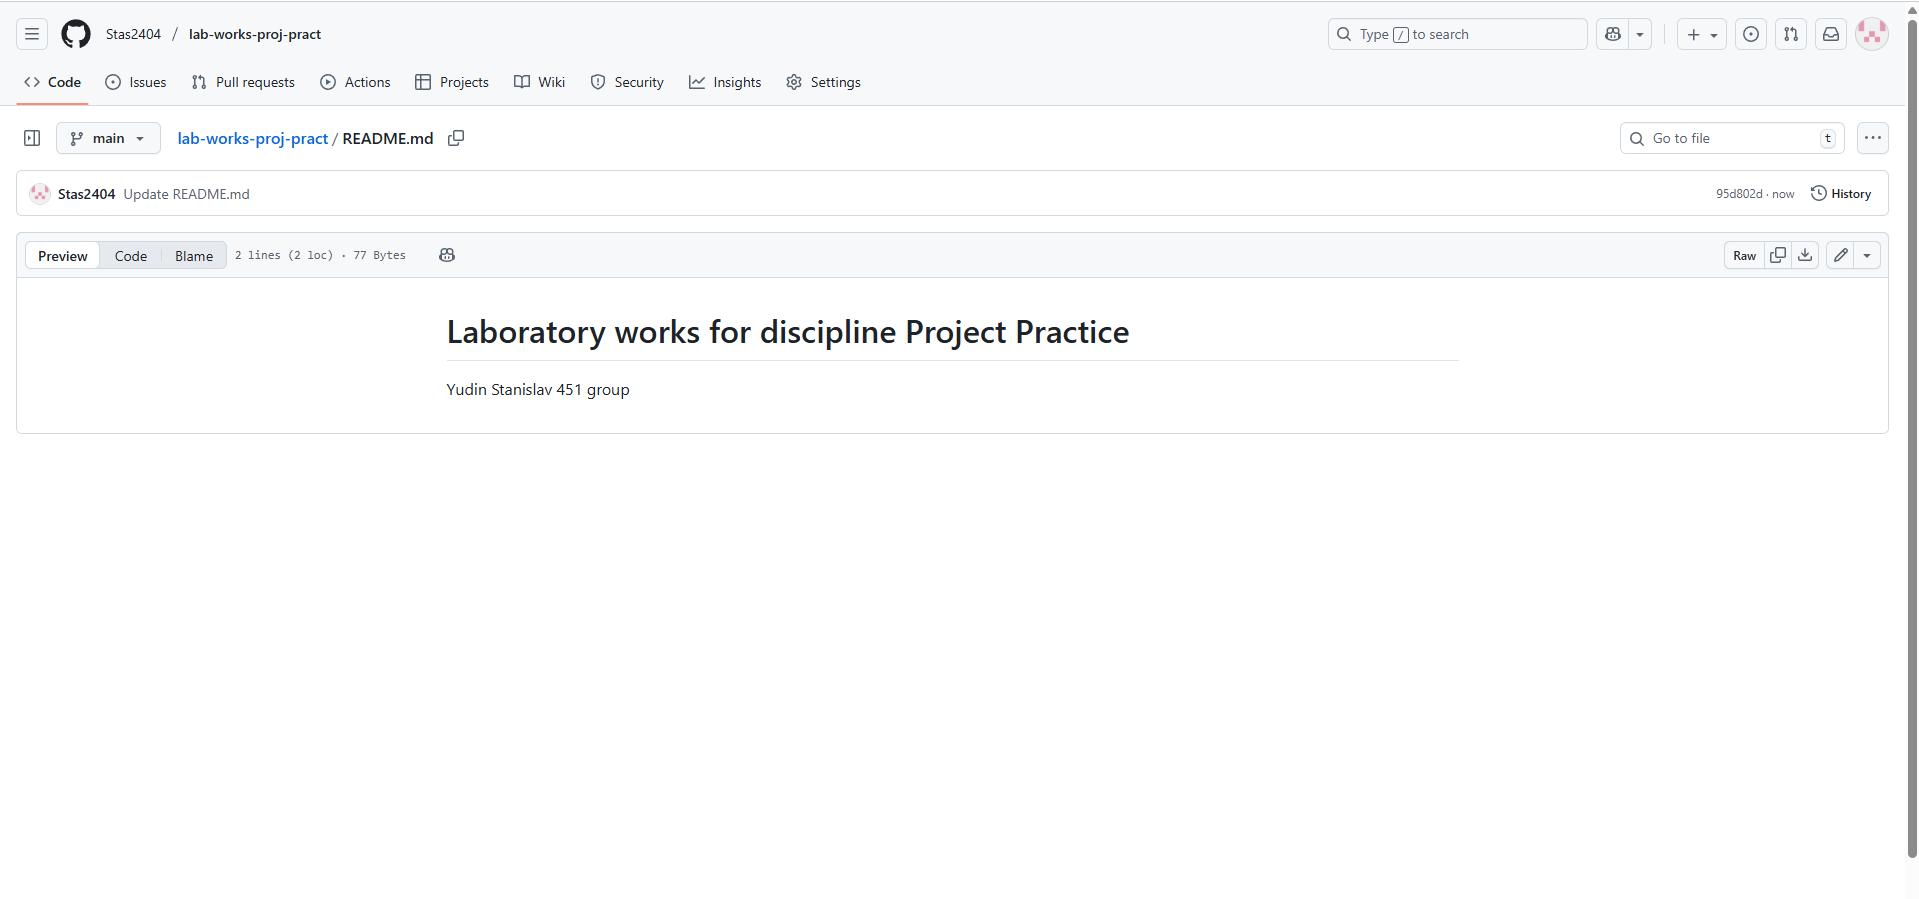 Stas2404 / lab-works-proj-pract
Type / to search
Code Issues Pull requests Actions Projects Wiki Security Insights Settings
main
lab-works-proj-pract / README.md
Go to file t
Stas2404 Update README.md
95d802d · now History
Preview Code Blame 2 lines (2 loc) · 77 Bytes
Raw
Laboratory works for discipline Project Practice
Yudin Stanislav 451 group